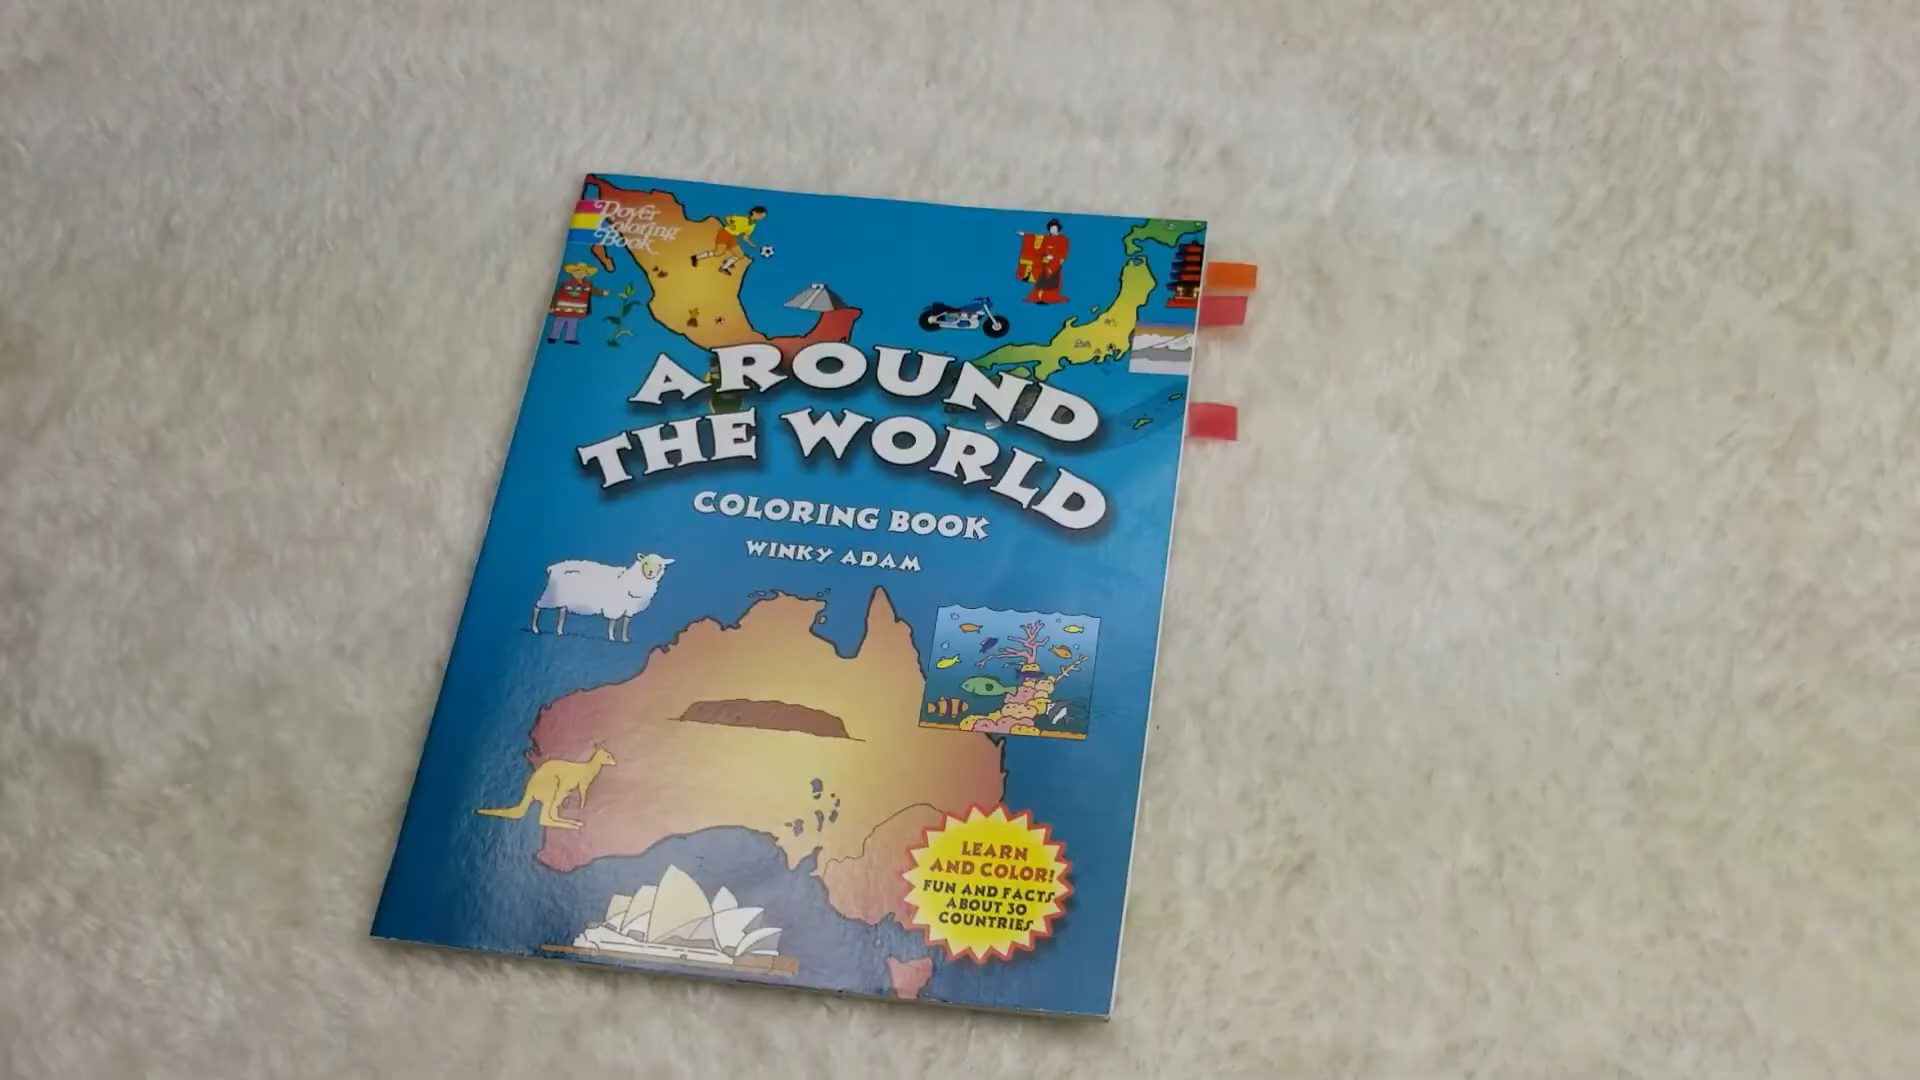 Dover
Coloring
Book
AROUND
THE WORLD
COLORING BOOK
WINKY ADAM
LEARN
AND COLOR!
FUN AND FACTS
ABOUT 30
COUNTRIES